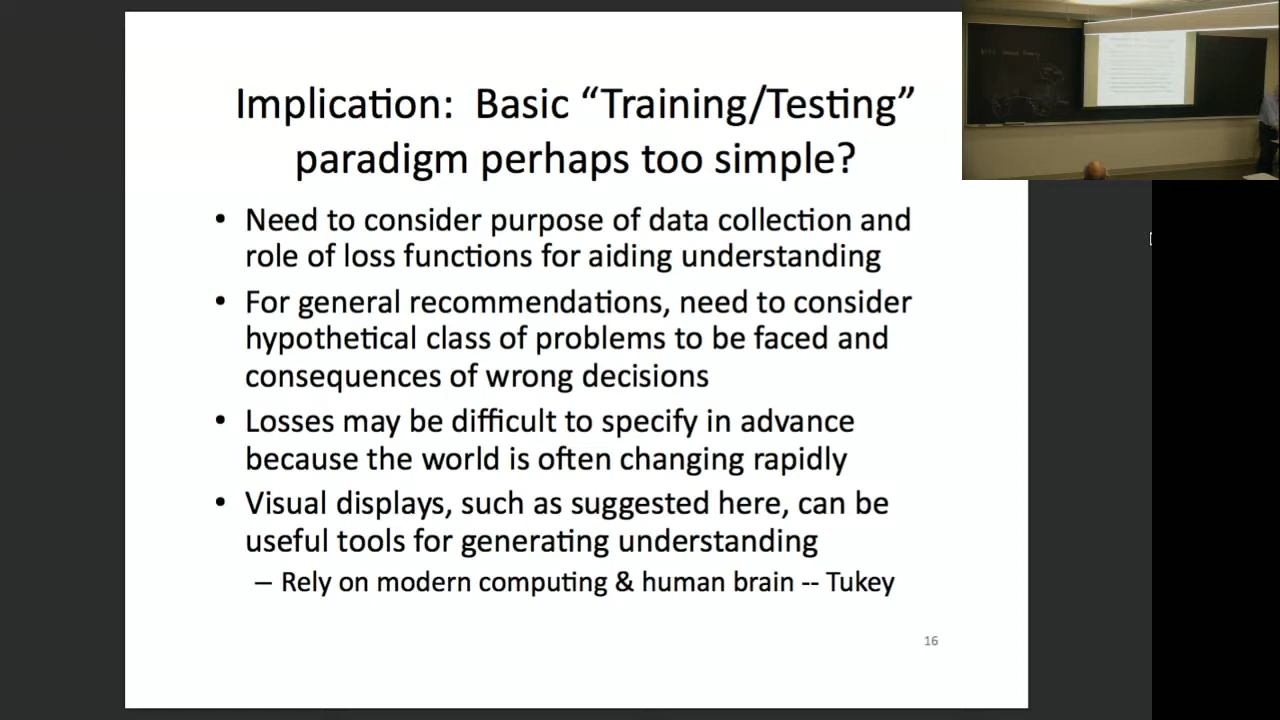 Implication:  Basic “Training/Testing”
paradigm perhaps too simple?
• Need to consider purpose of data collection and
role of loss functions for aiding understanding
• For general recommendations, need to consider
hypothetical class of problems to be faced and
consequences of wrong decisions
• Losses may be difficult to specify in advance
because the world is often changing rapidly
• Visual displays, such as suggested here, can be
useful tools for generating understanding
– Rely on modern computing & human brain -- Tukey
16